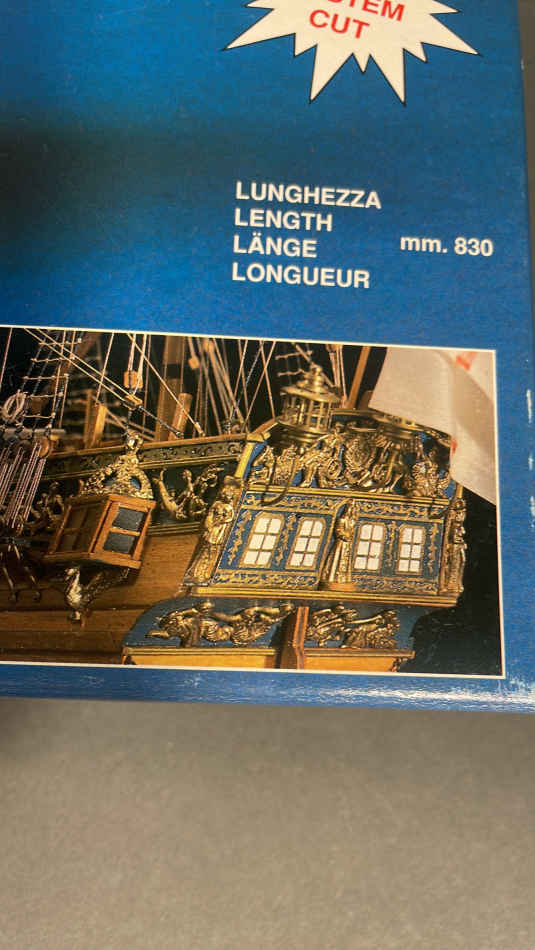 CUT
LUNGHEZZA
LENGTH
LÄNGE
LONGUEUR
mm. 830